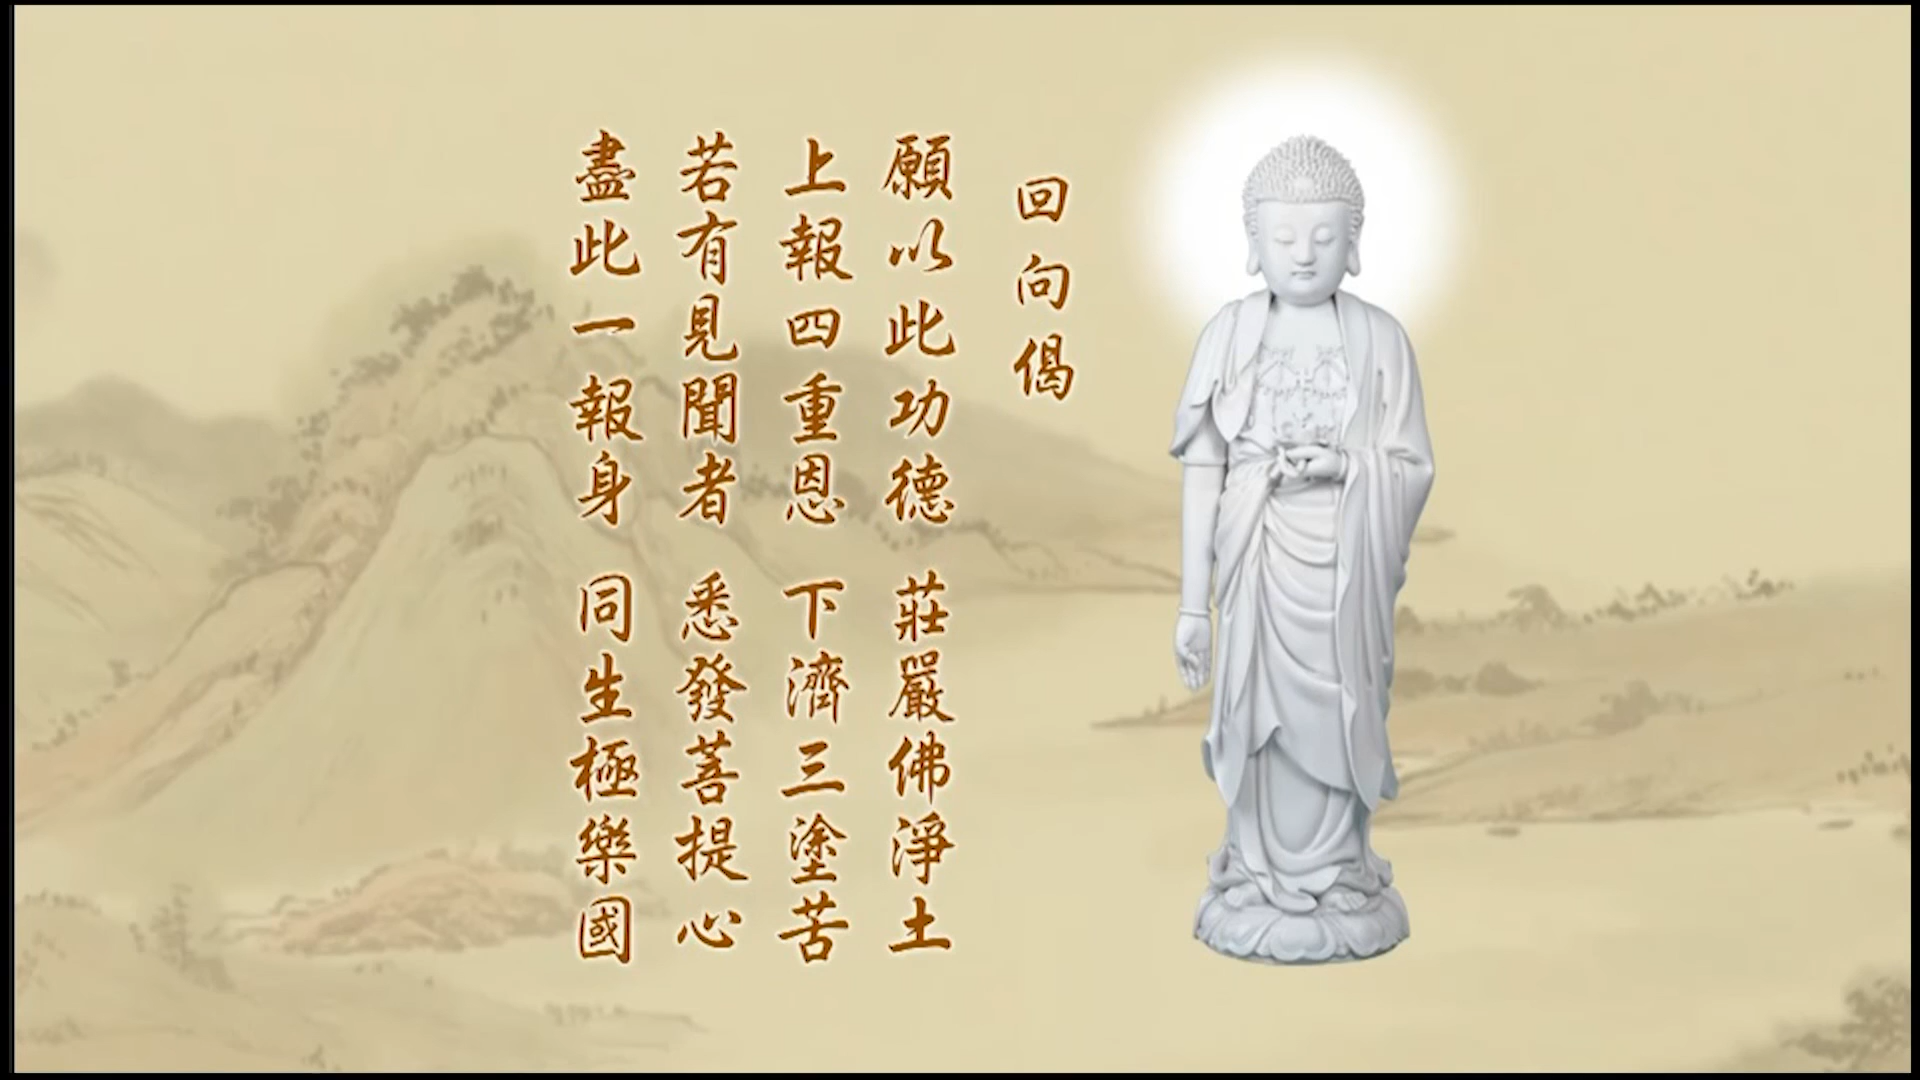 回向偈
願以此功德 莊嚴佛淨土
上報四重恩 下濟三塗苦
若有見聞者 悉發菩提心
盡此一報身 同生極樂國